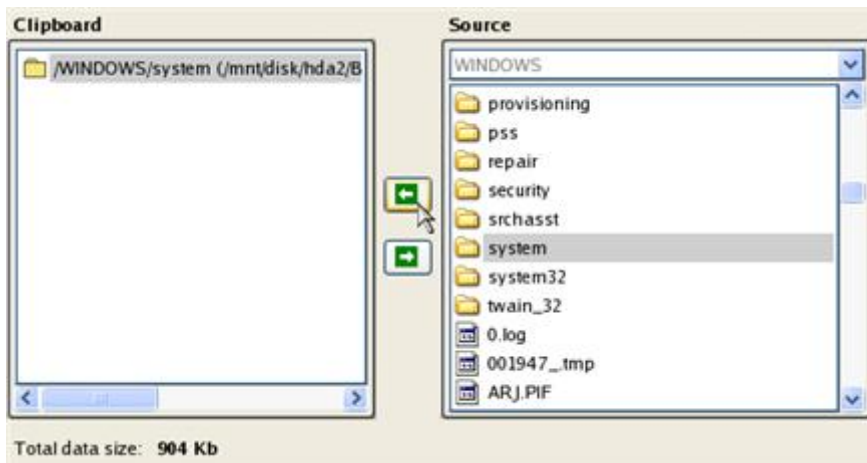 Clipboard
/WINDOWS/system (/mnt/disk/hda2/B
Source
WINDOWS
provisioning
pss
repair
security
srchasst
system
system32
twain_32
0.log
001947_.tmp
ARJ.PIF
Total data size: 904 Kb